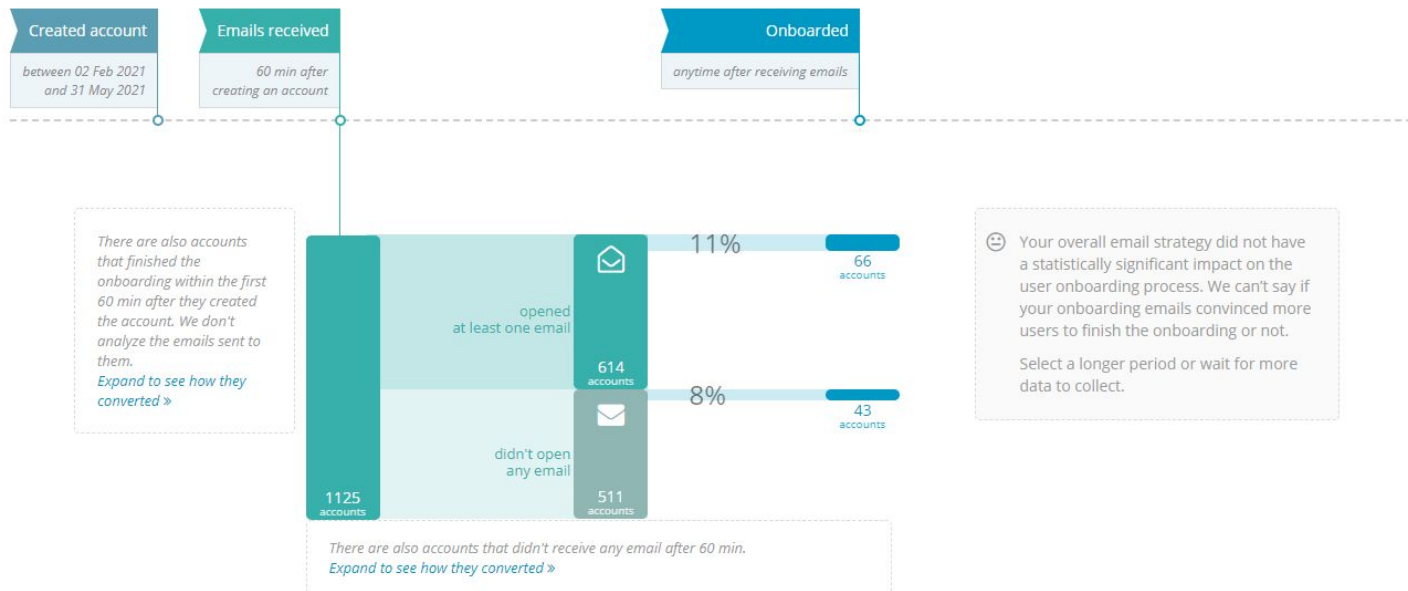 Created account
between 02 Feb 2021
and 31 May 2021
Emails received
60 min after
creating an account
Onboarded
anytime after receiving emails
There are also accounts
that finished the
onboarding within the first
60 min after they created
the account. We don't
analyze the emails sent to
them.
Expand to see how they
converted »
1125
accounts
opened
at least one email
614
accounts
11%
66
accounts
didn't open
any email
511
accounts
8%
43
accounts
Your overall email strategy did not have
a statistically significant impact on the
user onboarding process. We can't say if
your onboarding emails convinced more
users to finish the onboarding or not.
Select a longer period or wait for more
data to collect.
There are also accounts that didn't receive any email after 60 min.
Expand to see how they converted »